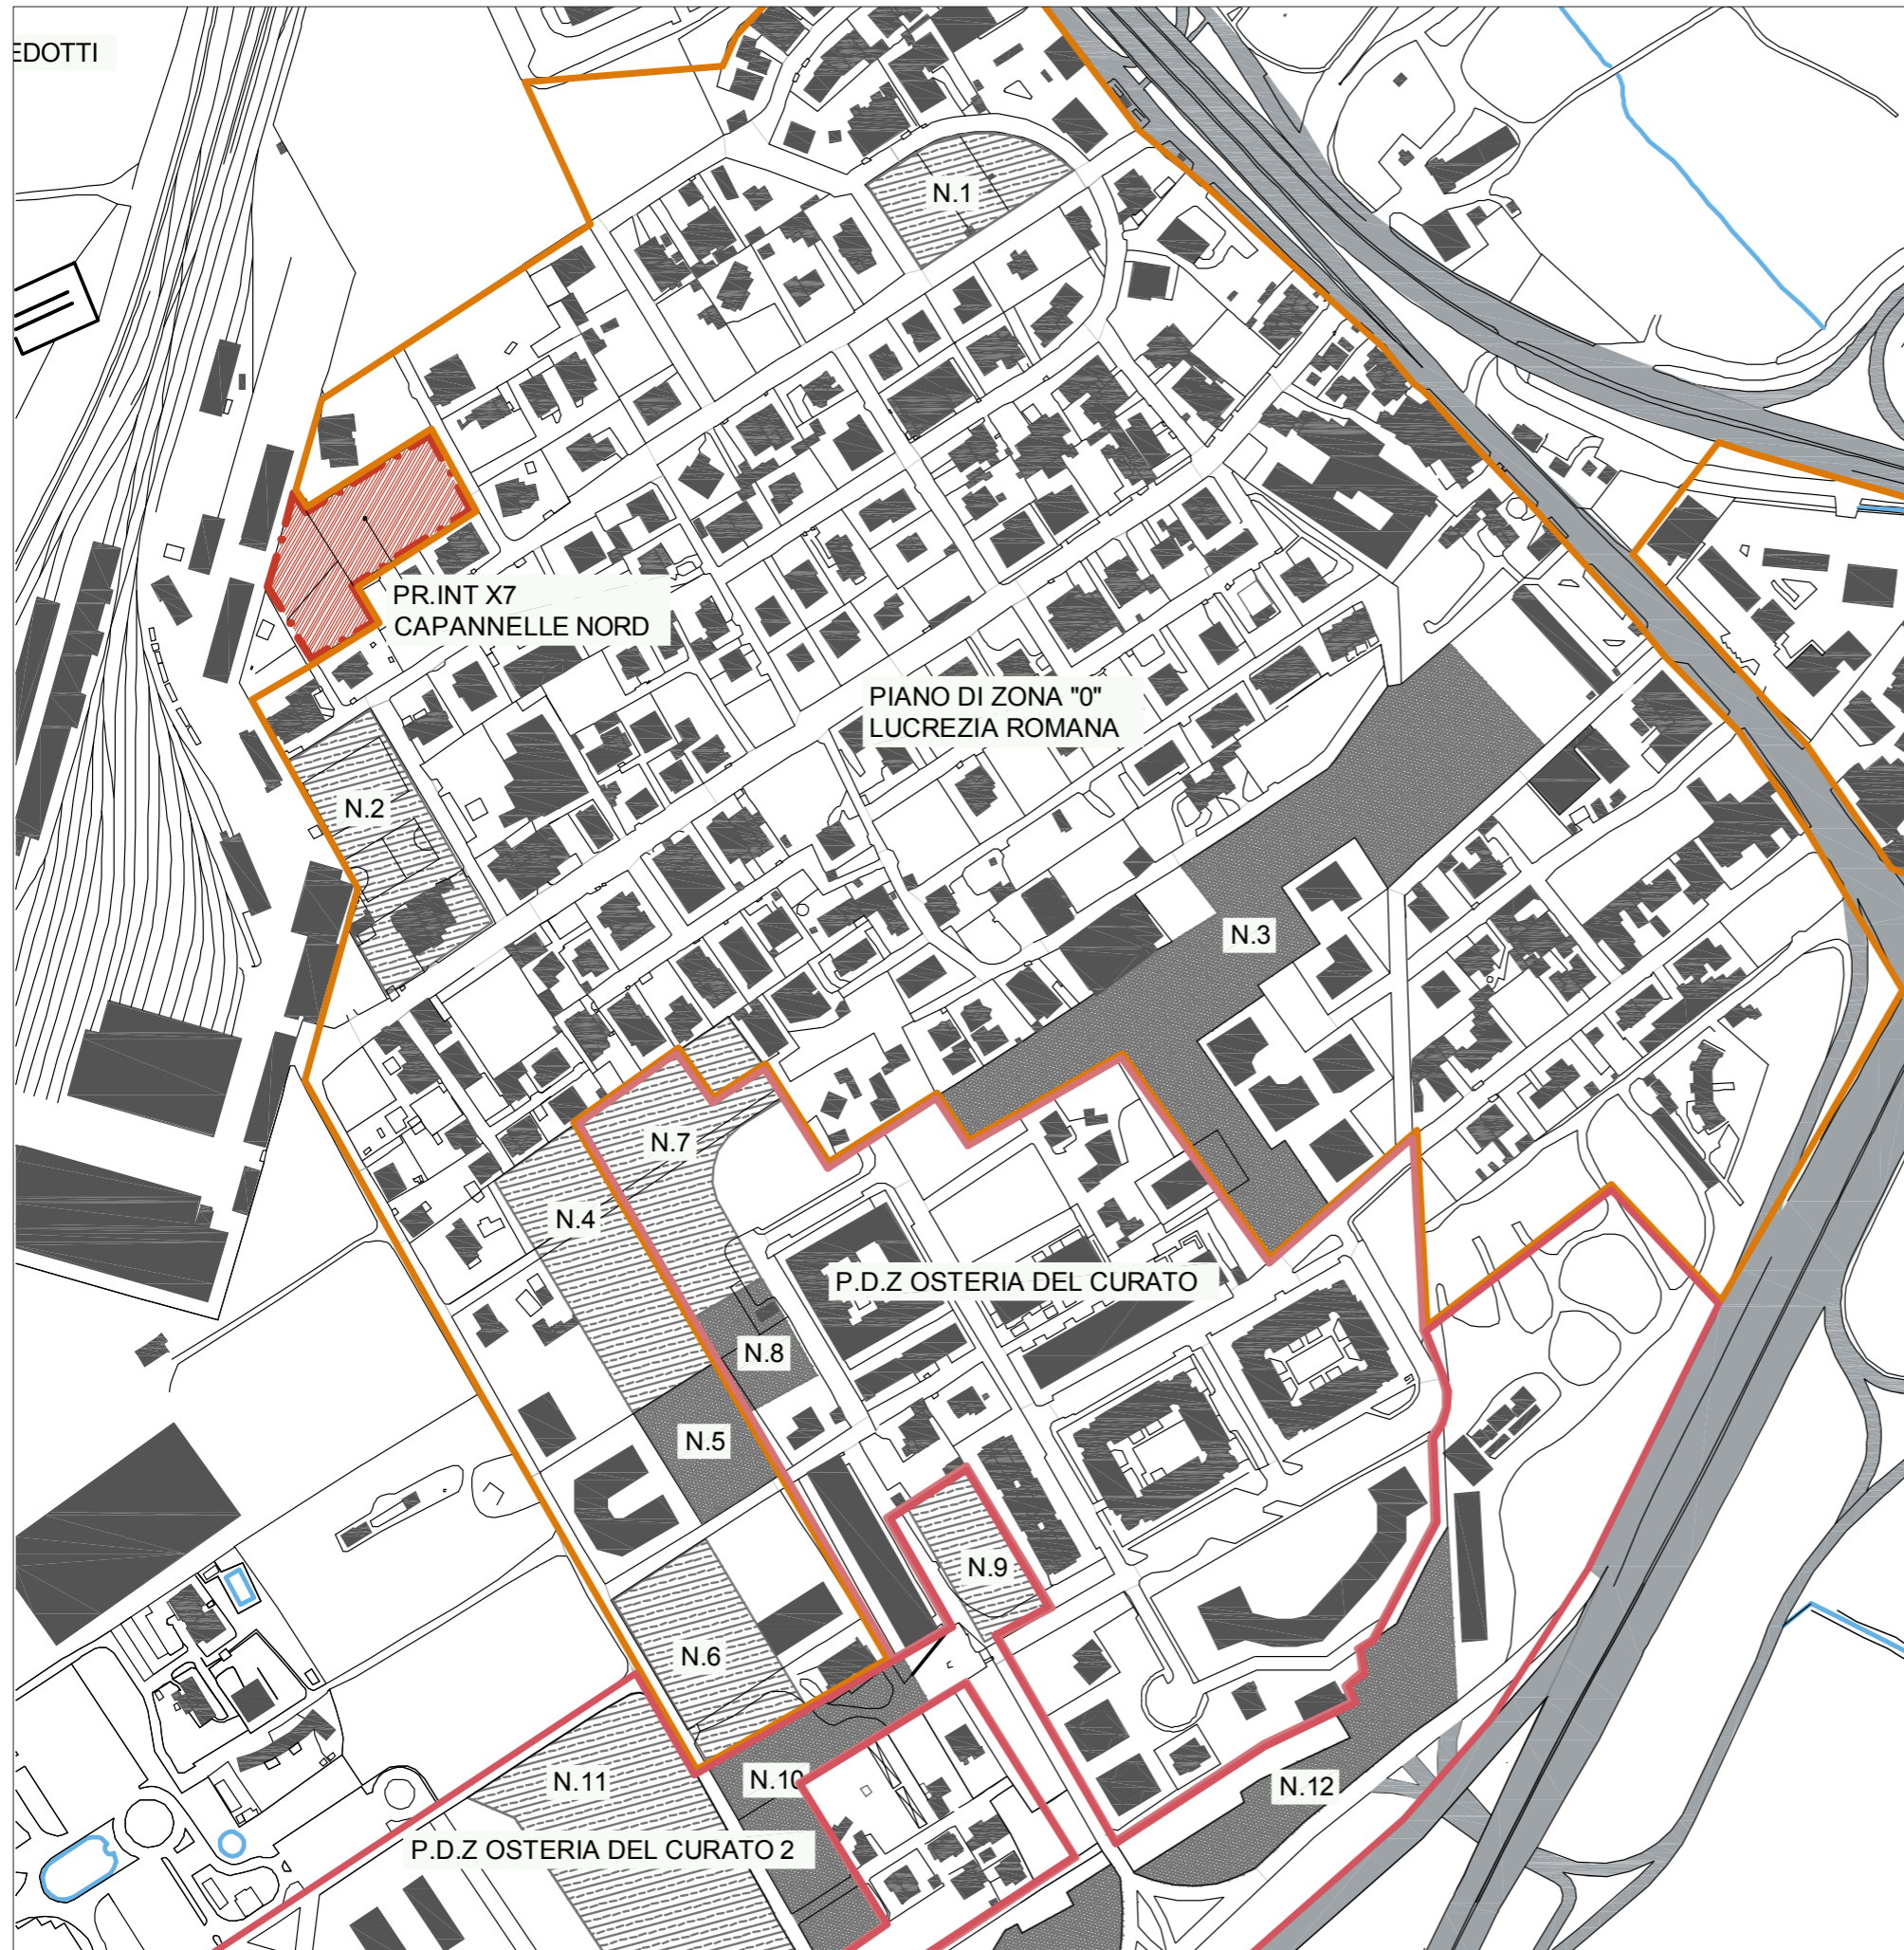 EDOTTI
N.1
PR.INT X7
CAPANNELLE NORD
PIANO DI ZONA "0"
LUCREZIA ROMANA
N.2
N.3
N.7
N.4
P.D.Z OSTERIA DEL CURATO
N.8
N.5
N.9
N.6
N.11
N.10
N.12
P.D.Z OSTERIA DEL CURATO 2